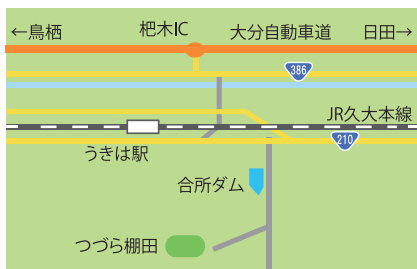 ←鳥栖
杷木IC
大分自動車道
日田→
386
JR久大本線
210
うきは駅
合所ダム
つづら棚田